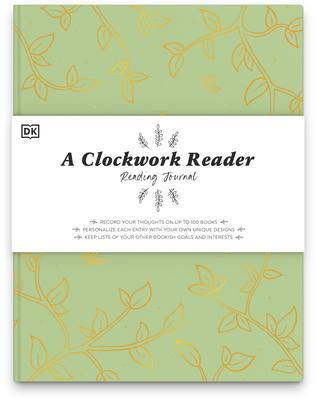 DK
A Clockwork Reader
Reading Journal
RECORD YOUR THOUGHTS ON UP TO 100 BOOKS
PERSONALIZE EACH ENTRY WITH YOUR OWN UNIQUE DESIGNS
KEEP LISTS OF YOUR OTHER BOOKISH GOALS AND INTERESTS